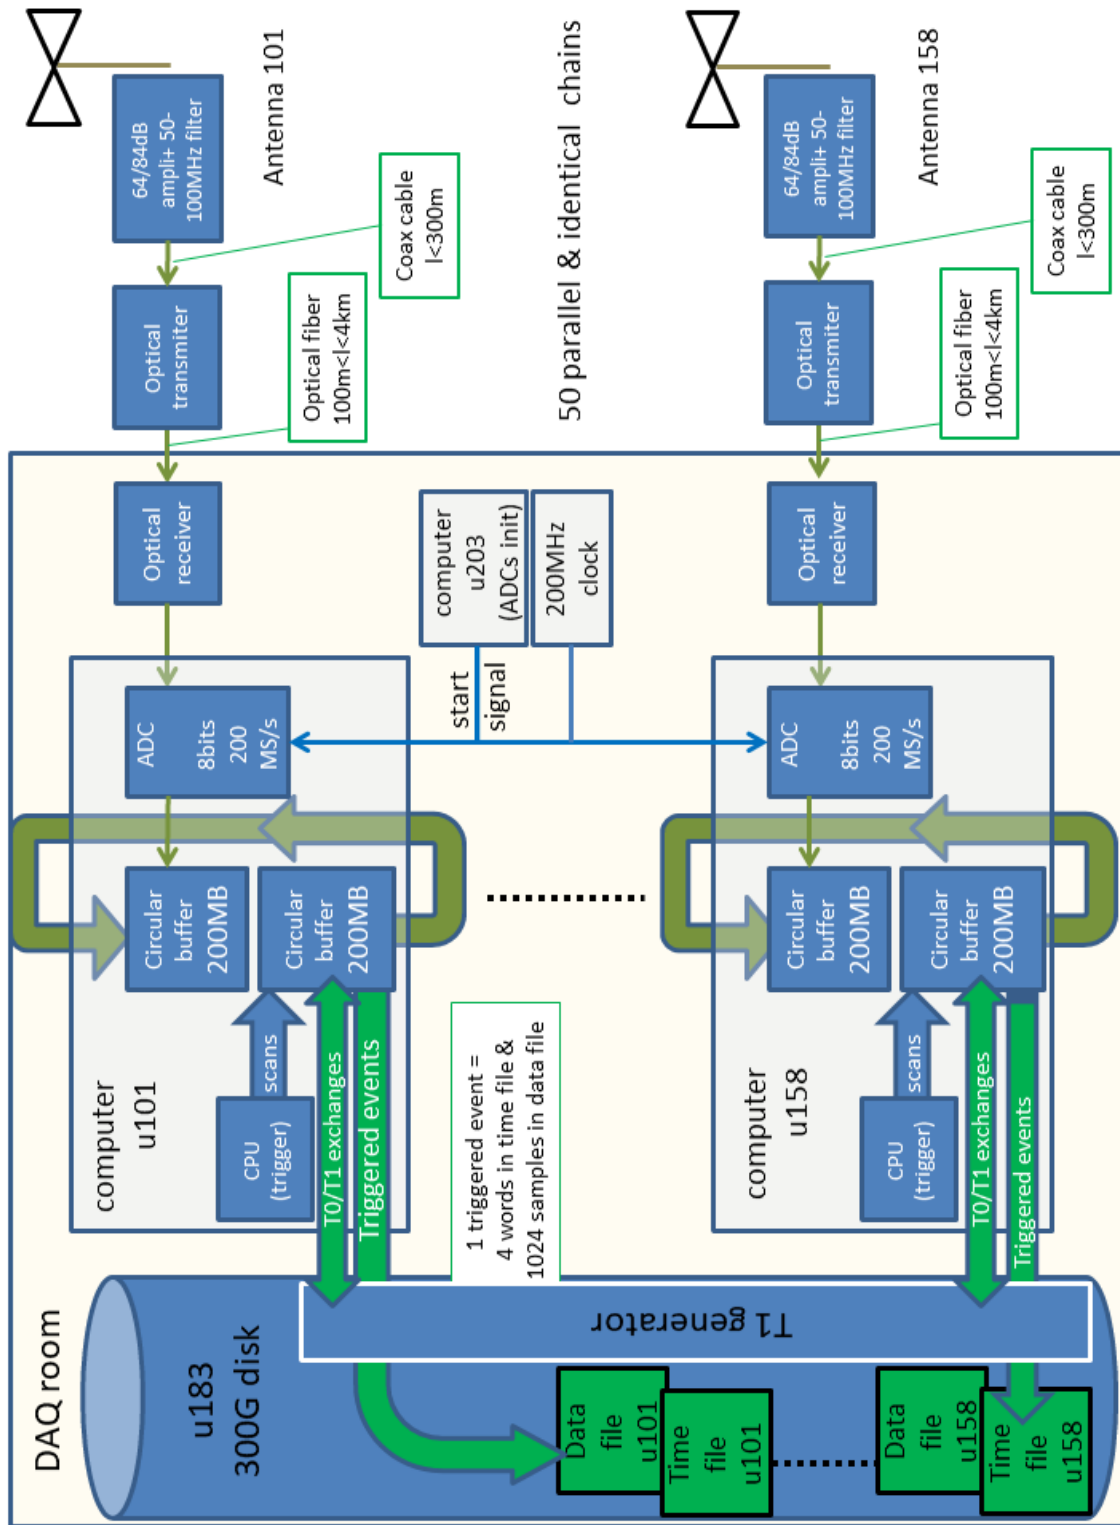 DAQ room
u183
300G disk
T1 generator
Data
file
u101
Time
file
u101
Data
file
u158
Time
file
u158
computer
u101
CPU
(trigger)
scans
T0/T1 exchanges
Triggered events
Circular
buffer
200MB
Circular
buffer
200MB
ADC
8bits
200
MS/s
Optical
receiver
Optical
transmiter
64/84dB
ampli+ 50-
100MHz filter
Antenna 101
Optical fiber
100m<l<4km
Coax cable
l<300m
1 triggered event =
4 words in time file &
1024 samples in data file
start
signal
computer
u203
(ADCs init)
200MHz
clock
50 parallel & identical chains
computer
u158
CPU
(trigger)
scans
T0/T1 exchanges
Triggered events
Circular
buffer
200MB
Circular
buffer
200MB
ADC
8bits
200
MS/s
Optical
receiver
Optical
transmiter
64/84dB
ampli+ 50-
100MHz filter
Antenna 158
Optical fiber
100m<l<4km
Coax cable
l<300m